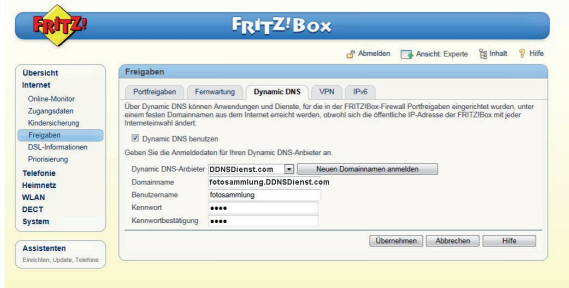 FRITZ!
FRITZ!Box
Abmelden Ansicht: Experte Inhalt Hilfe
Übersicht
Internet
Online-Monitor
Zugangsdaten
Kindersicherung
Freigaben
DSL-Informationen
Priorisierung
Telefonie
Heimnetz
WLAN
DECT
System
Assistenten
Einrichten, Update, Telefone
Freigaben
Portfreigaben Fernwartung Dynamic DNS VPN IPv6
Über Dynamic DNS können Anwendungen und Dienste, für die in der FRITZ!Box-Firewall Portfreigaben eingerichtet wurden, unter
einem festen Domainnamen aus dem Internet erreicht werden, obwohl sich die öffentliche IP-Adresse der FRITZ!Box mit jeder
Interneteinwahl ändert.
Dynamic DNS benutzen
Geben Sie die Anmeldedaten für Ihren Dynamic DNS-Anbieter an.
Dynamic DNS-Anbieter DDNSDienst.com Neuen Domainnamen anmelden
Domainname fotosammlung.DDNSDienst.com
Benutzername fotosammlung
Kennwort ●●●●
Kennwortbestätigung ●●●●
Übernehmen Abbrechen Hilfe